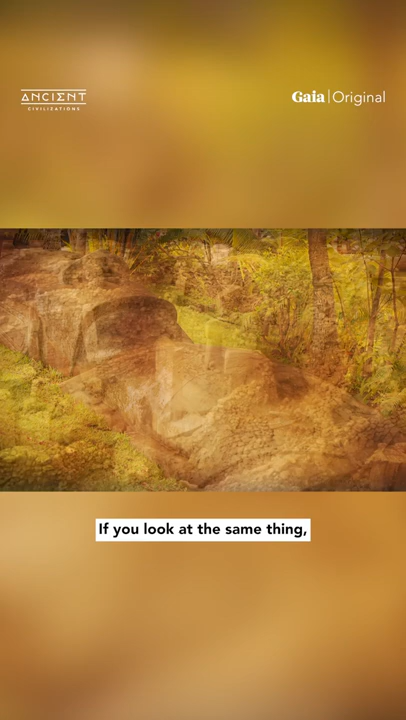 ANCIENT
CIVILIZATIONS
Gaia|Original
If you look at the same thing,